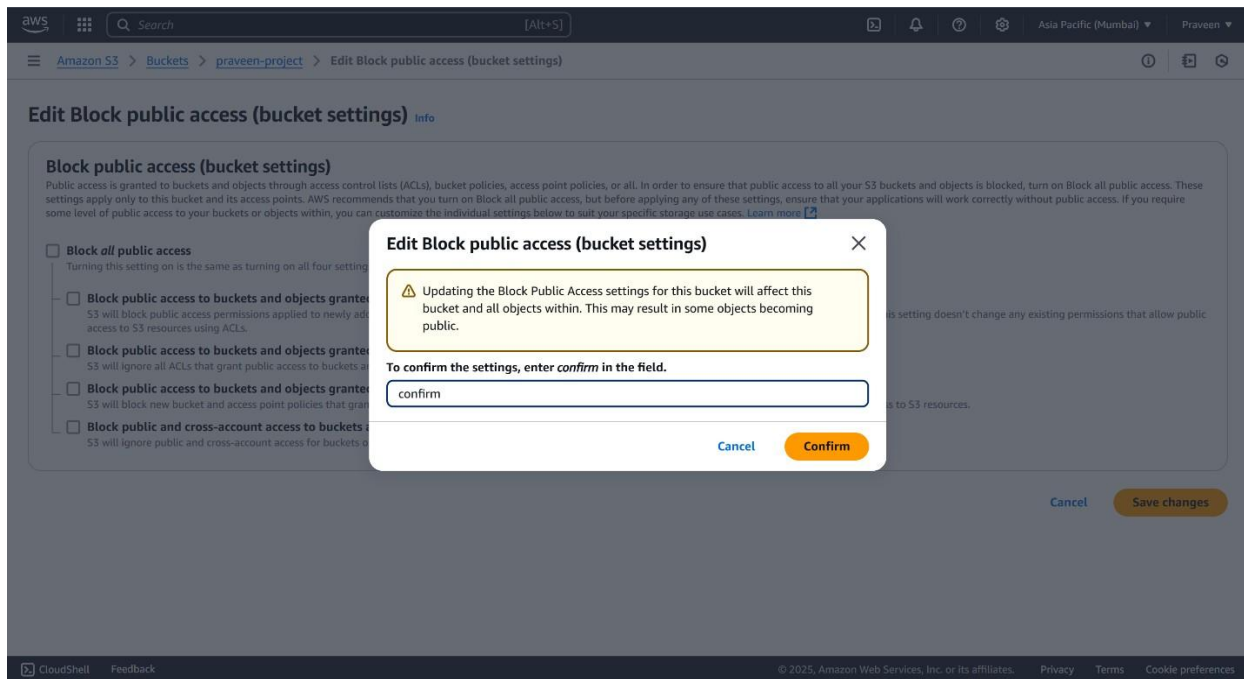 aws
Search
[Alt+S]
Asia Pacific (Mumbai) ▼
Praveen ▼
Amazon S3 > Buckets > praveen-project > Edit Block public access (bucket settings)
Edit Block public access (bucket settings) Info
Block public access (bucket settings)
Public access is granted to buckets and objects through access control lists (ACLs), bucket policies, access point policies, or all. In order to ensure that public access to all your S3 buckets and objects is blocked, turn on Block all public access. These
settings apply only to this bucket and its access points. AWS recommends that you turn on Block all public access, but before applying any of these settings, ensure that your applications will work correctly without public access. If you require
some level of public access to your buckets or objects within, you can customize the individual settings below to suit your specific storage use cases. Learn more
Block all public access
Turning this setting on is the same as turning on all four setting
Block public access to buckets and objects grante
S3 will block public access permissions applied to newly ad
is setting doesn't change any existing permissions that allow public
access to S3 resources using ACLs.
Block public access to buckets and objects grante
S3 will ignore all ACLs that grant public access to buckets a
Block public access to buckets and objects grante
S3 will block new bucket and access point policies that gran
s to S3 resources.
Block public and cross-account access to buckets
S3 will ignore public and cross-account access for buckets o
Edit Block public access (bucket settings)
Updating the Block Public Access settings for this bucket will affect this
bucket and all objects within. This may result in some objects becoming
public.
To confirm the settings, enter confirm in the field.
confirm
Cancel
Confirm
Cancel
Save changes
CloudShell
Feedback
© 2025, Amazon Web Services, Inc. or its affiliates.
Privacy
Terms
Cookie preferences